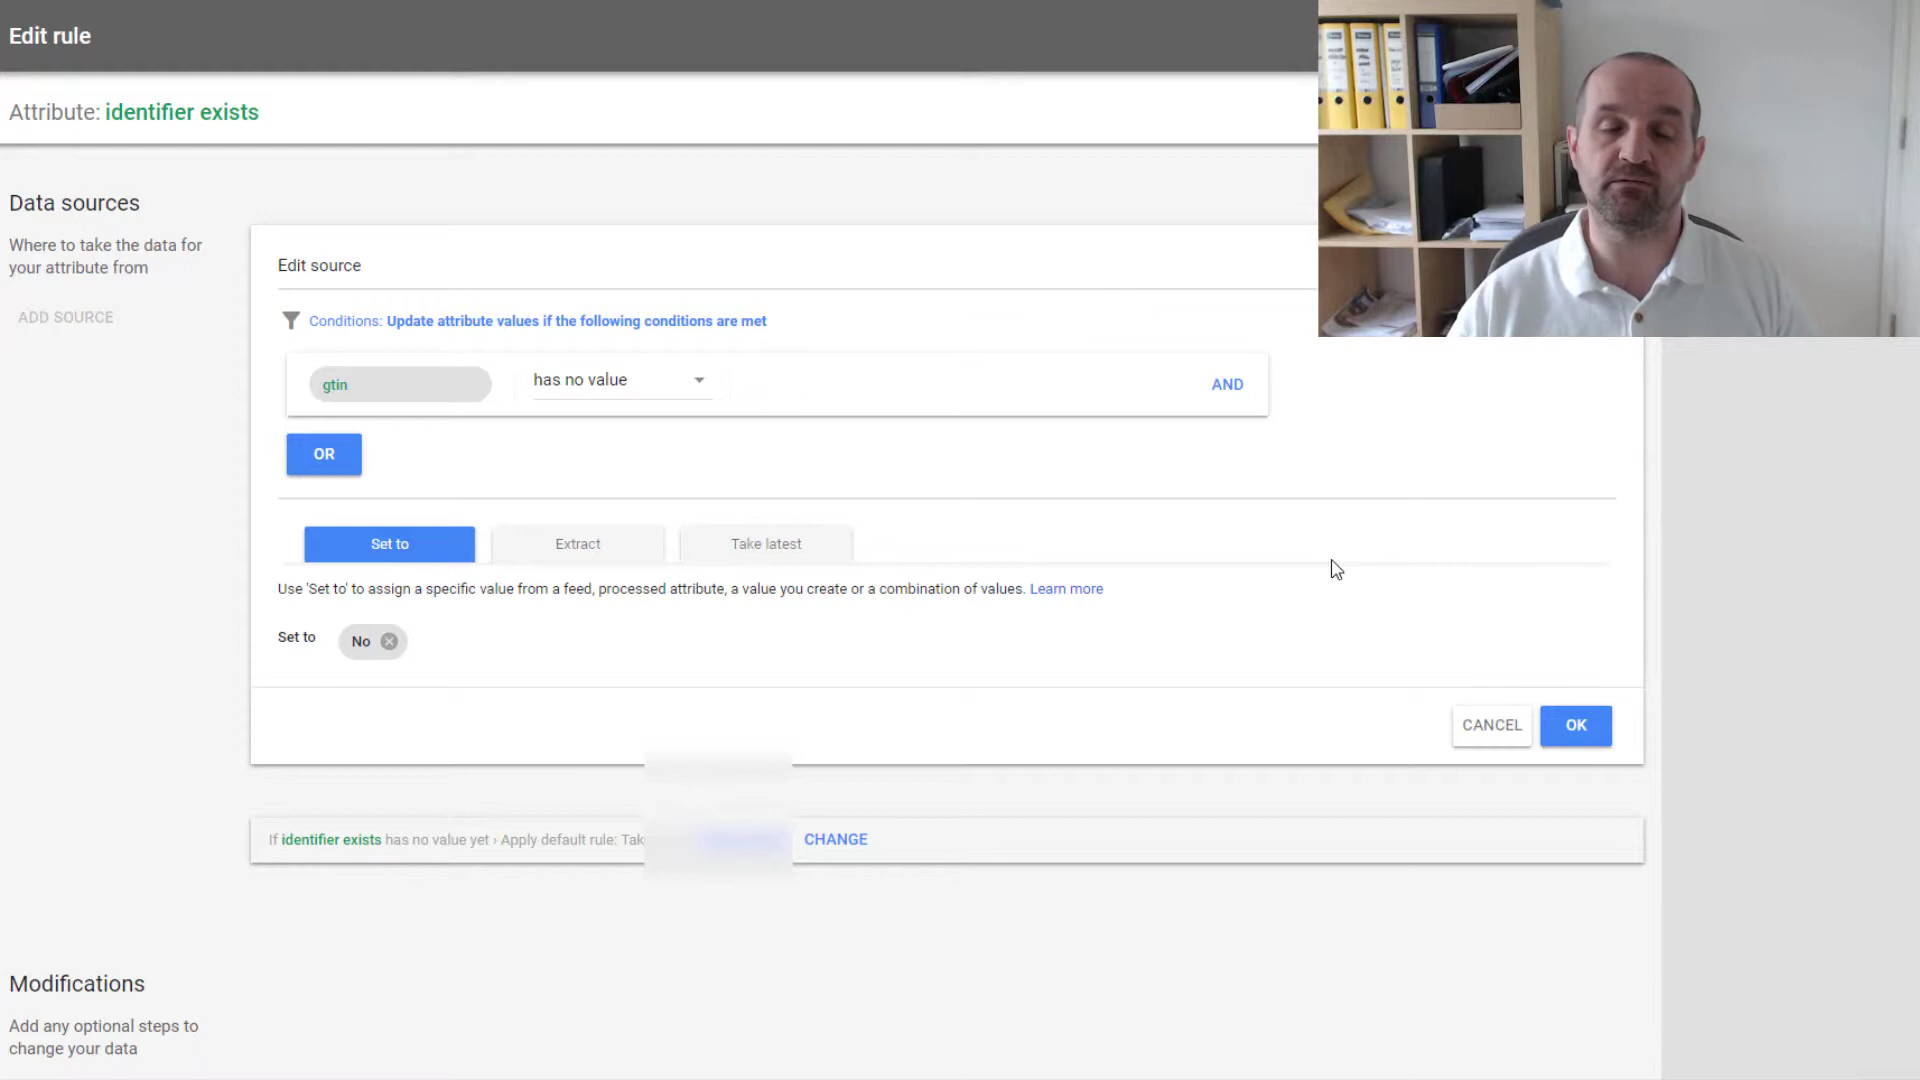 Edit rule
Attribute: identifier exists
Data sources
Where to take the data for
your attribute from
ADD SOURCE
Edit source
Conditions: Update attribute values if the following conditions are met
gtin
has no value
AND
OR
Set to
Extract
Take latest
Use 'Set to' to assign a specific value from a feed, processed attribute, a value you create or a combination of values. Learn more
Set to
No
CANCEL
OK
If identifier exists has no value yet › Apply default rule: Tak
CHANGE
Modifications
Add any optional steps to
change your data